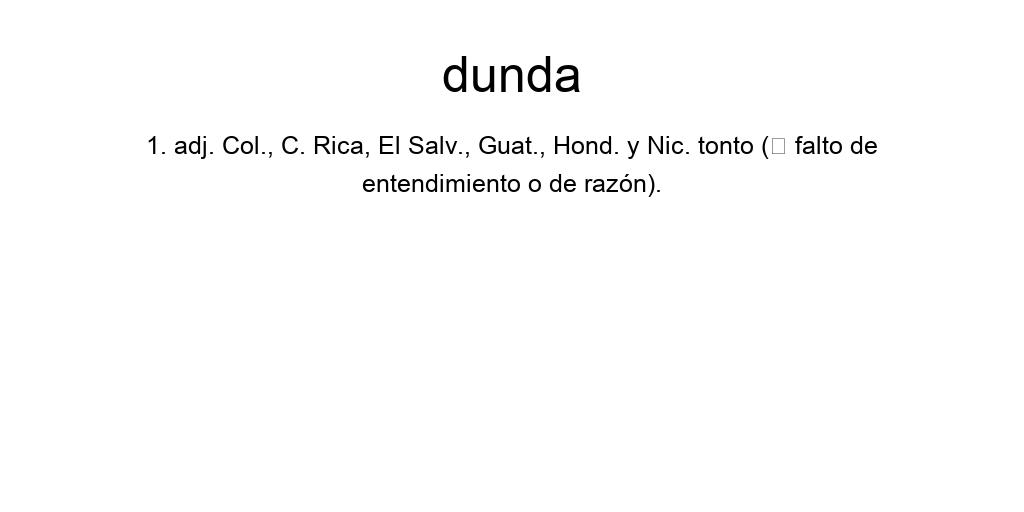 dunda
1. adj. Col., C. Rica, El Salv., Guat., Hond. y Nic. tonto (□ falto de
entendimiento o de razón).